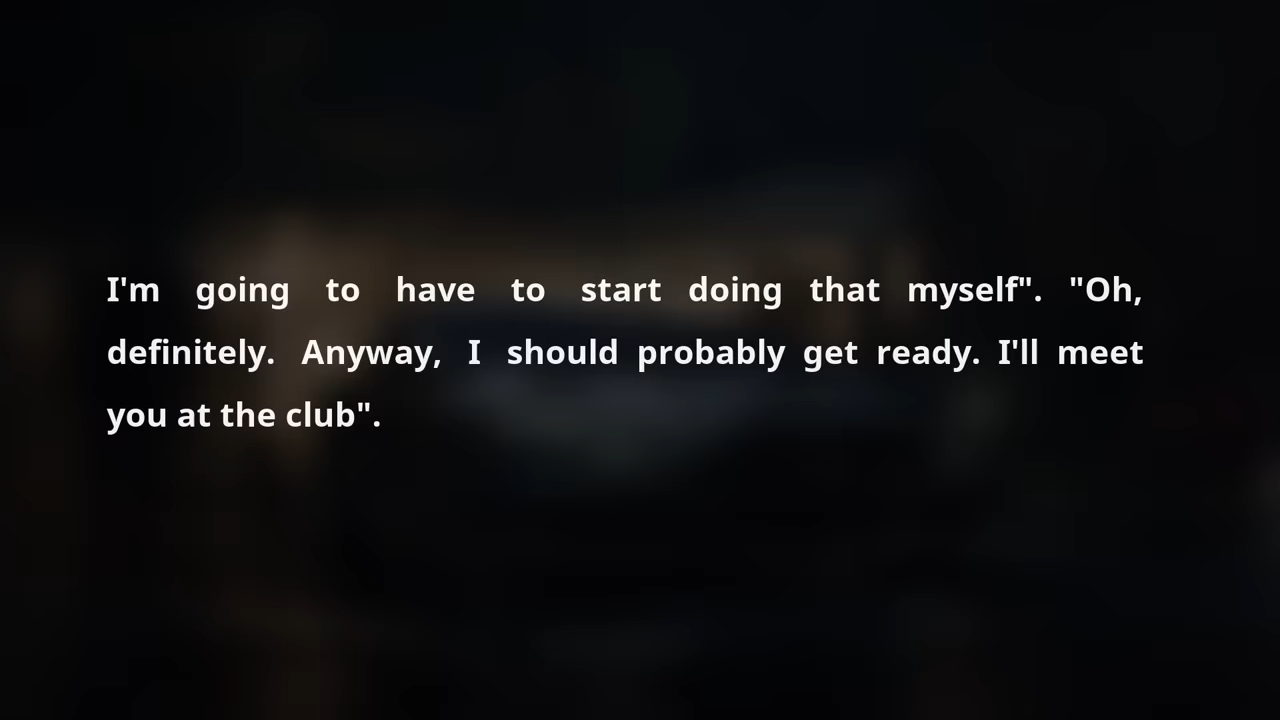 I'm going to have to start doing that myself". "Oh,
definitely. Anyway, I should probably get ready. I'll meet
you at the club".